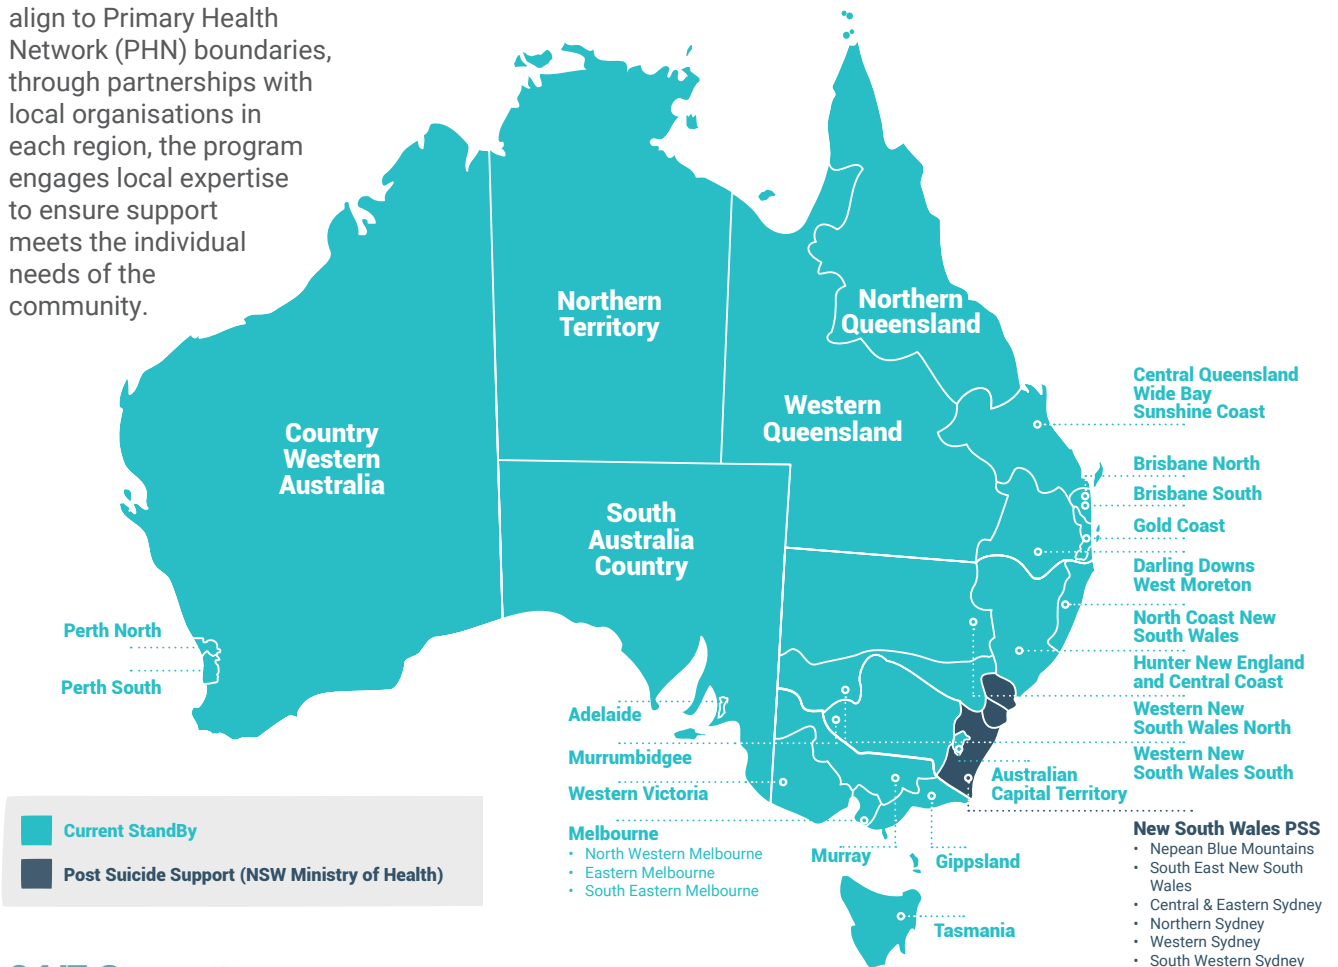 align to Primary Health
Network (PHN) boundaries,
through partnerships with
local organisations in
each region, the program
engages local expertise
to ensure support
meets the individual
needs of the
community.
Northern
Territory
Northern
Queensland
Western
Queensland
Country
Western
Australia
South
Australia
Country
Central Queensland
Wide Bay
Sunshine Coast
Brisbane North
Brisbane South
Gold Coast
Darling Downs
West Moreton
North Coast New
South Wales
Hunter New England
and Central Coast
Western New
South Wales North
Western New
South Wales South
Perth North
Perth South
Adelaide
Murrumbidgee
Western Victoria
Melbourne
• North Western Melbourne
• Eastern Melbourne
• South Eastern Melbourne
Murray
Gippsland
Australian
Capital Territory
Tasmania
New South Wales PSS
• Nepean Blue Mountains
• South East New South
Wales
• Central & Eastern Sydney
• Northern Sydney
• Western Sydney
• South Western Sydney
Current StandBy
Post Suicide Support (NSW Ministry of Health)